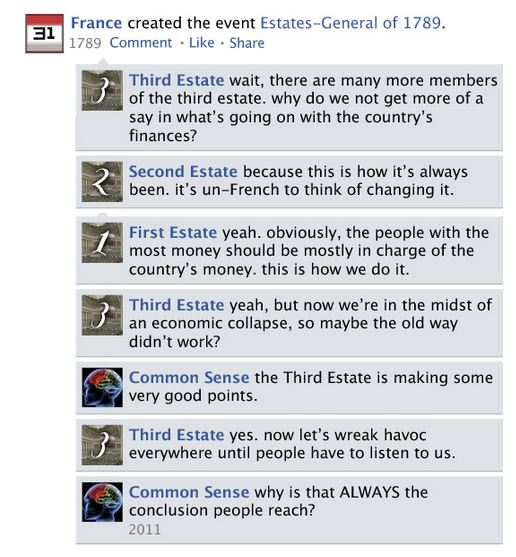 31
France created the event Estates-General of 1789.
1789 Comment · Like · Share
3
Third Estate wait, there are many more members
of the third estate. why do we not get more of a
say in what's going on with the country's
finances?
2
Second Estate because this is how it's always
been. it's un-French to think of changing it.
1
First Estate yeah. obviously, the people with the
most money should be mostly in charge of the
country's money. this is how we do it.
3
Third Estate yeah, but now we're in the midst of
an economic collapse, so maybe the old way
didn't work?
Common Sense the Third Estate is making some
very good points.
3
Third Estate yes. now let's wreak havoc
everywhere until people have to listen to us.
Common Sense why is that ALWAYS the
conclusion people reach?
2011